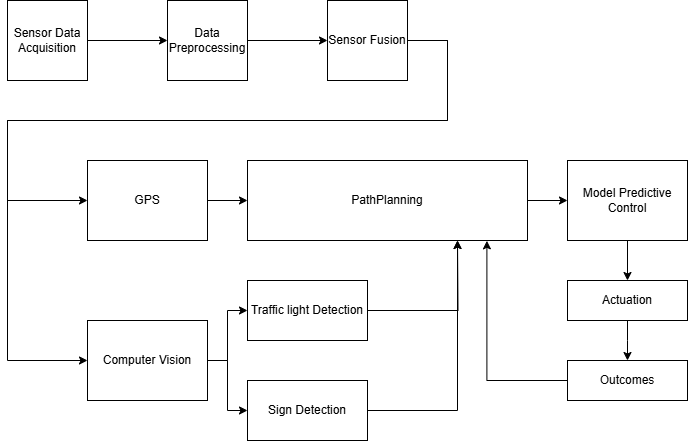 Sensor Data
Acquisition
Data
Preprocessing
Sensor Fusion
GPS
PathPlanning
Model Predictive
Control
Traffic light Detection
Actuation
Computer Vision
Outcomes
Sign Detection